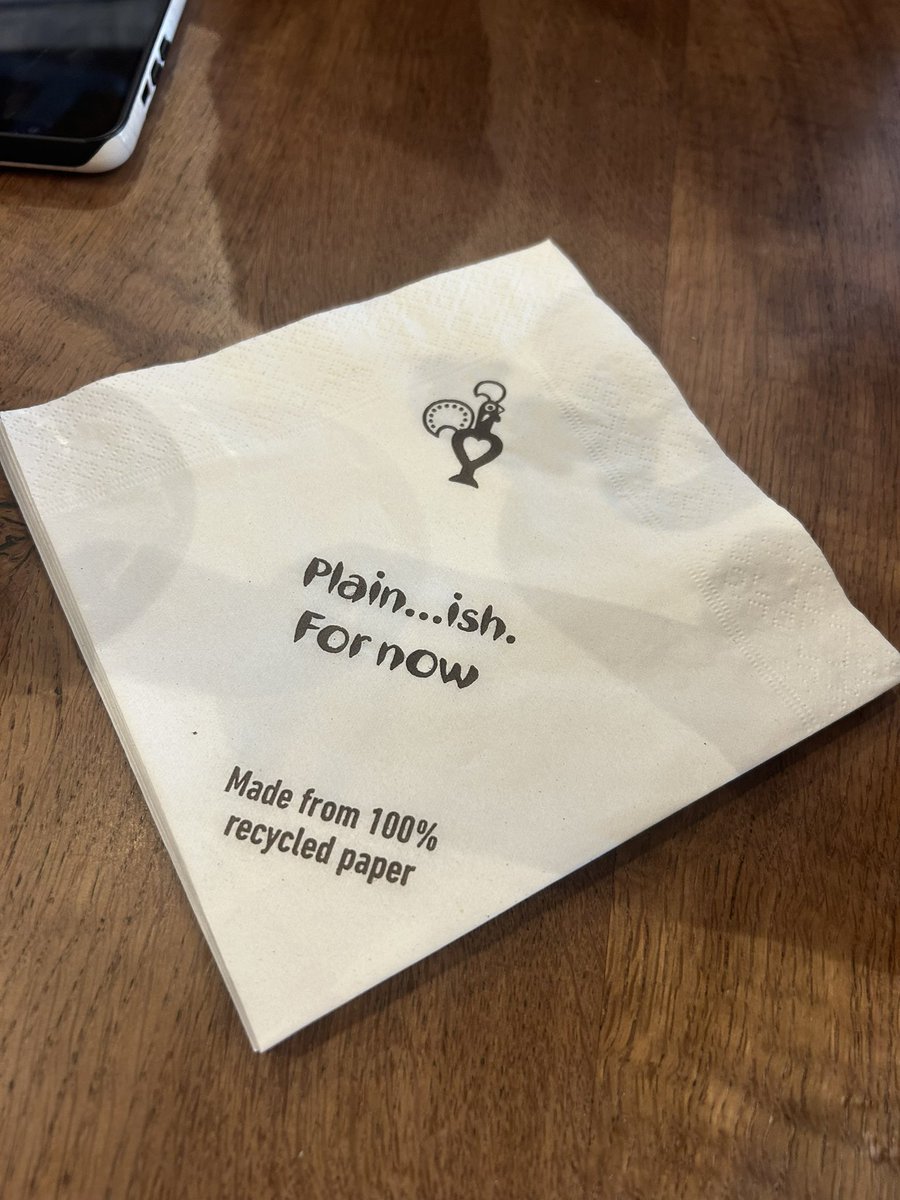 Plain...ish.
For now
Made from 100%
recycled paper